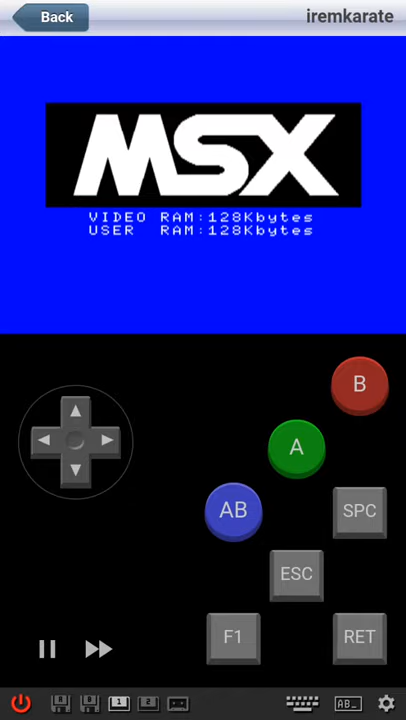 Back
iremkarate
MSX
VIDEO RAM:128Kbytes
USER RAM:128Kbytes
B
A
AB
SPC
ESC
F1
RET
1
2
AB_